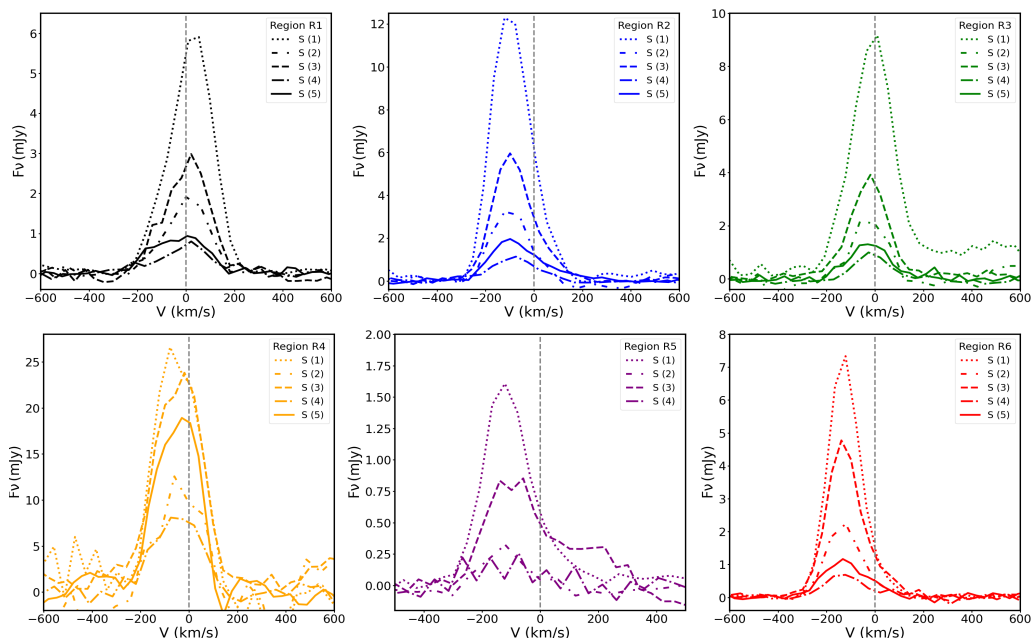 Region R1
S (1)
S (2)
S (3)
S (4)
S (5)
6
5
4
3
2
1
0
Fν (mJy)
−600 −400 −200 0 200 400 600
V (km/s)
Region R2
S (1)
S (2)
S (3)
S (4)
S (5)
12
10
8
6
4
2
0
Fν (mJy)
−600 −400 −200 0 200 400 600
V (km/s)
Region R3
S (1)
S (2)
S (3)
S (4)
S (5)
10
8
6
4
2
0
Fν (mJy)
−600 −400 −200 0 200 400 600
V (km/s)
Region R4
S (1)
S (2)
S (3)
S (4)
S (5)
25
20
15
10
5
0
Fν (mJy)
−600 −400 −200 0 200 400 600
V (km/s)
Region R5
S (1)
S (2)
S (3)
S (4)
2.00
1.75
1.50
1.25
1.00
0.75
0.50
0.25
0.00
Fν (mJy)
−400 −200 0 200 400
V (km/s)
Region R6
S (1)
S (2)
S (3)
S (4)
S (5)
8
7
6
5
4
3
2
1
0
Fν (mJy)
−600 −400 −200 0 200 400 600
V (km/s)